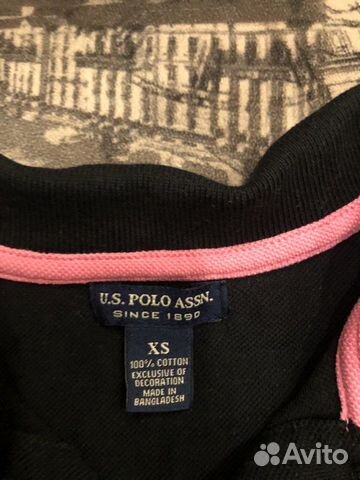 U.S. POLO ASSN.
SINCE 1890
XS
100% COTTON
EXCLUSIVE OF
DECORATION
MADE IN
BANGLADESH
Avito